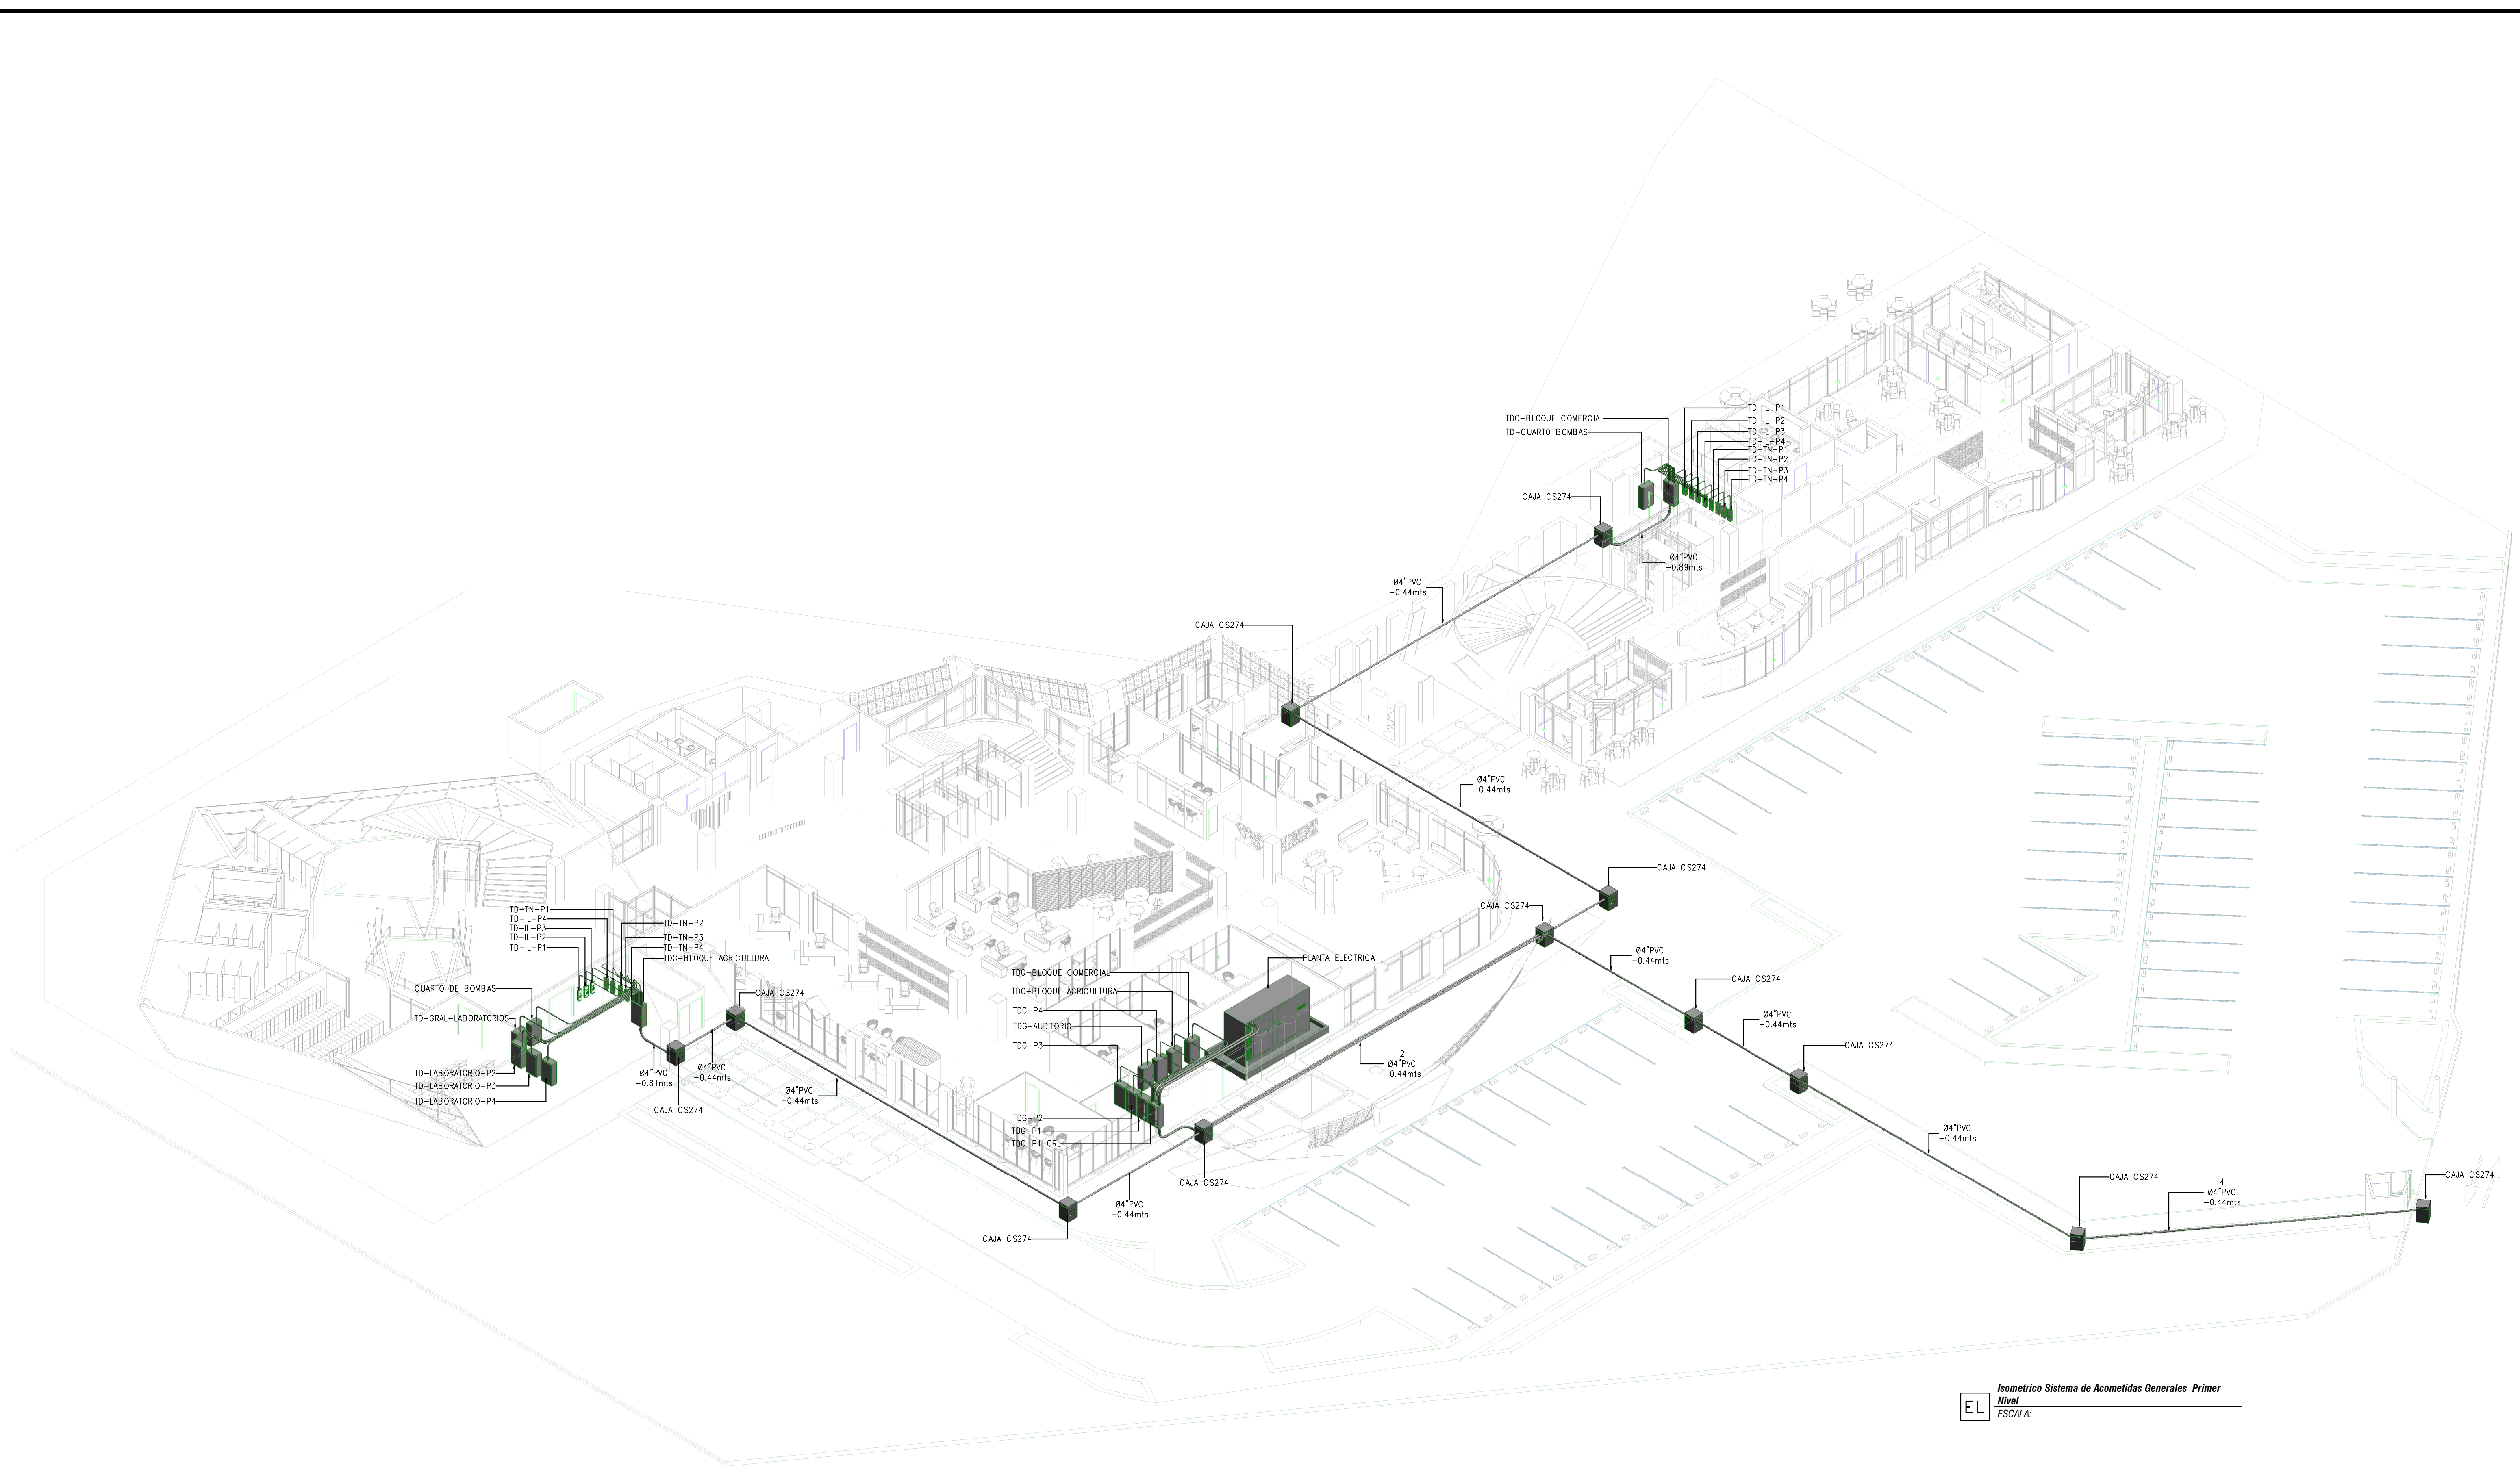 TDG-BLOQUE COMERCIAL
TD-CUARTO BOMBAS
TD-IL-P1
TD-IL-P2
TD-IL-P3
TD-IL-P4
TD-TN-P1
TD-TN-P2
TD-TN-P3
TD-TN-P4
CAJA CS274
Ø4"PVC
-0.89mts
Ø4"PVC
-0.44mts
CAJA CS274
Ø4"PVC
-0.44mts
CAJA CS274
CAJA CS274
TD-TN-P1
TD-IL-P4
TD-IL-P3
TD-IL-P2
TD-IL-P1
TD-TN-P2
TD-TN-P3
TD-TN-P4
TDG-BLOQUE AGRICULTURA
CUARTO DE BOMBAS
TD-GRAL-LABORATORIOS
TD-LABORATORIO-P2
TD-LABORATORIO-P3
TD-LABORATORIO-P4
CAJA CS274
Ø4"PVC
-0.81mts
Ø4"PVC
-0.44mts
CAJA CS274
Ø4"PVC
-0.44mts
PLANTA ELECTRICA
TDG-BLOQUE COMERCIAL
TDG-BLOQUE AGRICULTURA
TDG-P4
TDG-AUDITORIO
TDG-P3
TDG-P2
TDG-P1
TDG-P1 GRL
2
Ø4"PVC
-0.44mts
CAJA CS274
Ø4"PVC
-0.44mts
CAJA CS274
Ø4"PVC
-0.44mts
CAJA CS274
Ø4"PVC
-0.44mts
CAJA CS274
Ø4"PVC
-0.44mts
CAJA CS274
4
Ø4"PVC
-0.44mts
CAJA CS274
EL
Isometrico Sistema de Acometidas Generales Primer
Nivel
ESCALA: